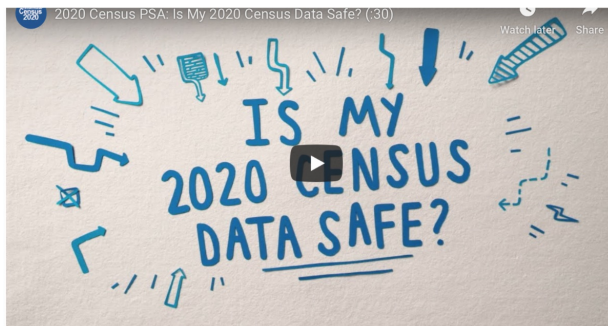 Census
2020
2020 Census PSA: Is My 2020 Census Data Safe? (:30)
Watch later
Share
IS MY
2020 CENSUS
DATA SAFE?